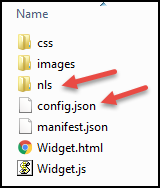 Name
css
images
nls
config.json
manifest.json
Widget.html
Widget.js